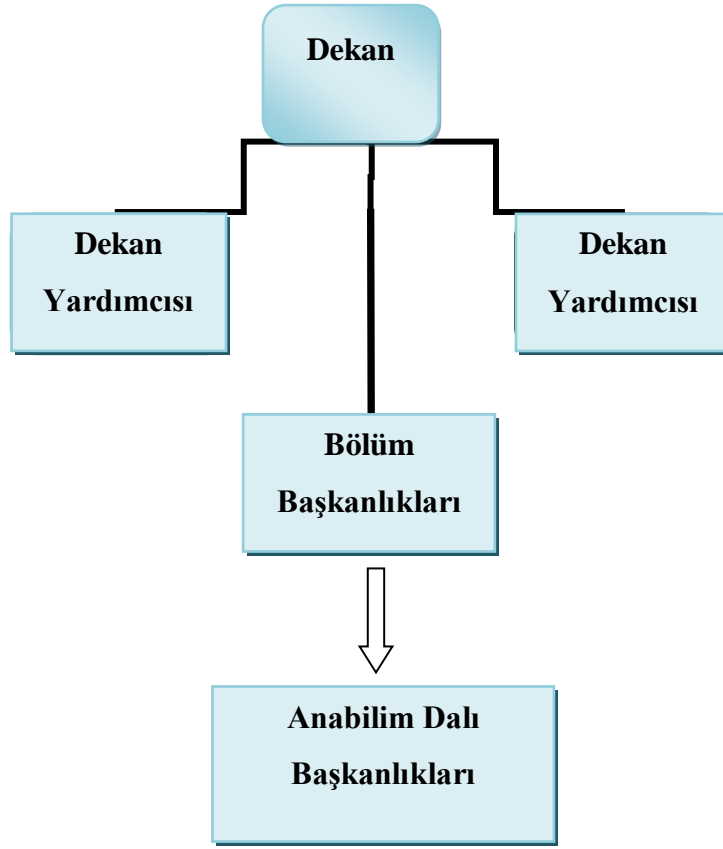 Dekan
Dekan
Yardımcısı
Dekan
Yardımcısı
Bölüm
Başkanlıkları
Anabilim Dalı
Başkanlıkları